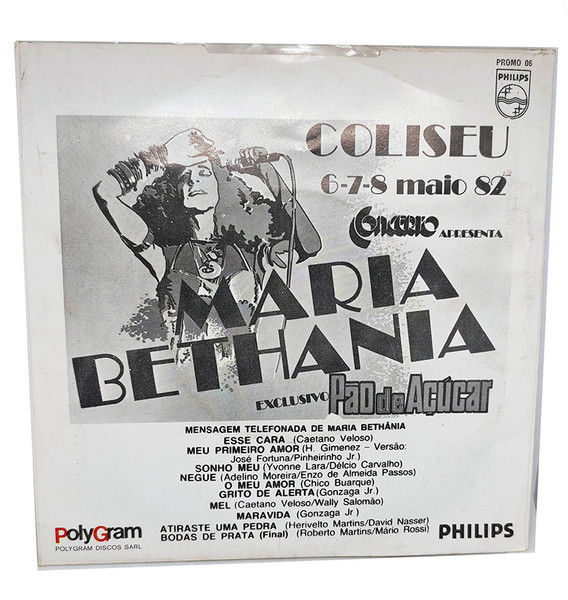 PROMO 06
PHILIPS
COLISEU
6-7-8 maio 82
CONCERTO APRESENTA
MARIA
BETHANIA
EXCLUSIVO Pão de Açúcar
MENSAGEM TELEFONADA DE MARIA BETHÂNIA
ESSE CARA (Caetano Veloso)
MEU PRIMEIRO AMOR (H. Gimenez – Versão:
José Fortuna/Pinheirinho Jr.)
SONHO MEU (Yvonne Lara/Délcio Carvalho)
NEGUE (Adelino Moreira/Enzo de Almeida Passos)
O MEU AMOR (Chico Buarque)
GRITO DE ALERTA (Gonzaga Jr.)
MEL (Caetano Veloso/Wally Salomão)
MARAVIDA (Gonzaga Jr )
ATIRASTE UMA PEDRA (Herivelto Martins/David Nasser)
BODAS DE PRATA (Final) (Roberto Martins/Mário Rossi)
PolyGram
POLYGRAM DISCOS SARL
PHILIPS